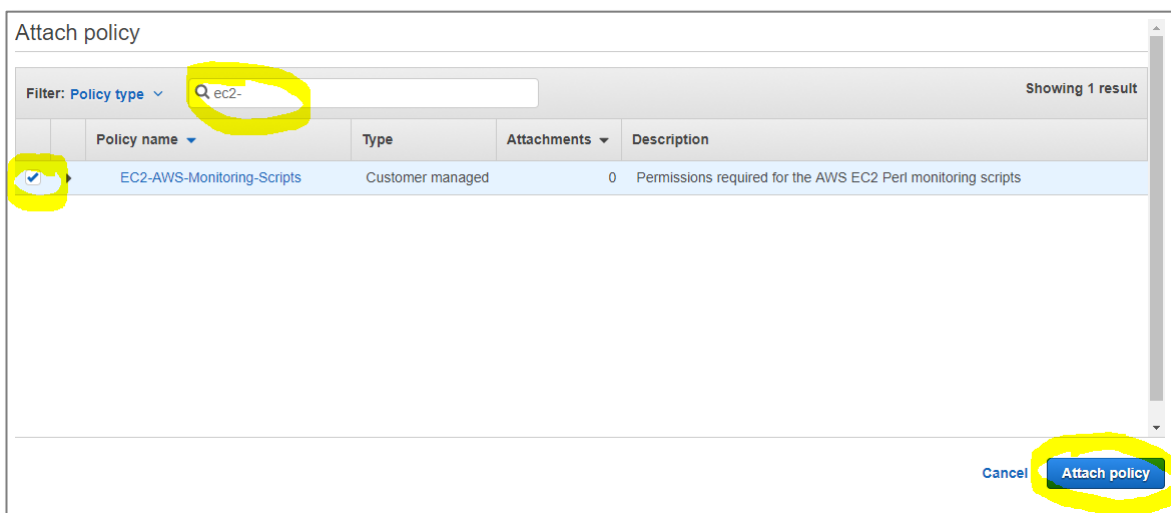 Attach policy
Filter: Policy type ec2- Showing 1 result
Policy name Type Attachments Description
EC2-AWS-Monitoring-Scripts Customer managed 0 Permissions required for the AWS EC2 Perl monitoring scripts
Cancel Attach policy